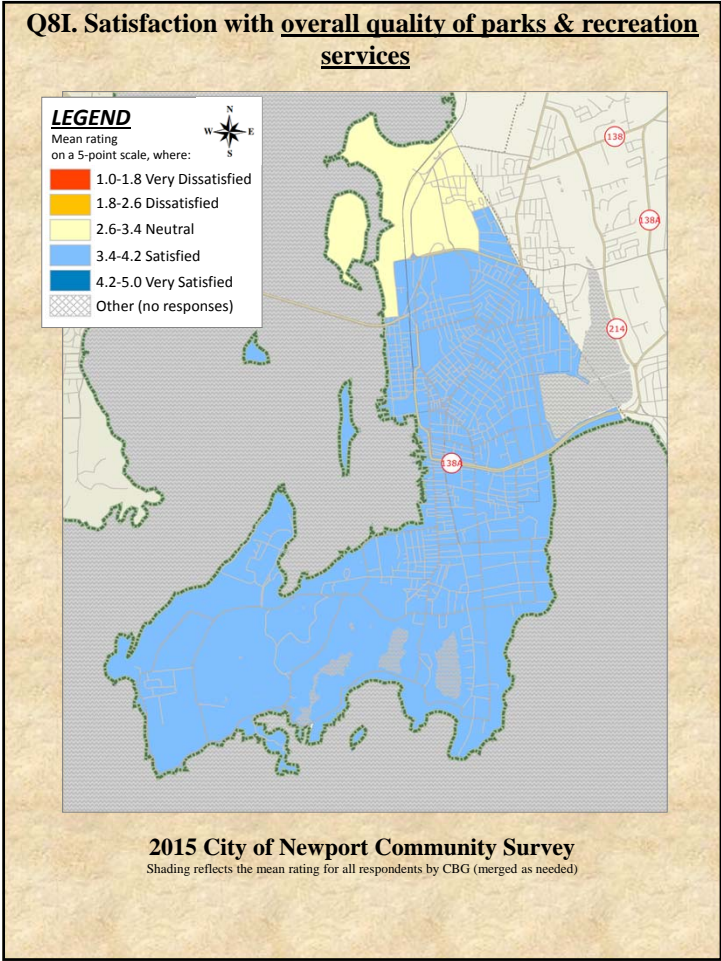 Q8I. Satisfaction with overall quality of parks & recreation
services
LEGEND
Mean rating
on a 5-point scale, where:
N
W E
S
1.0-1.8 Very Dissatisfied
1.8-2.6 Dissatisfied
2.6-3.4 Neutral
3.4-4.2 Satisfied
4.2-5.0 Very Satisfied
Other (no responses)
138
138A
214
138A
2015 City of Newport Community Survey
Shading reflects the mean rating for all respondents by CBG (merged as needed)